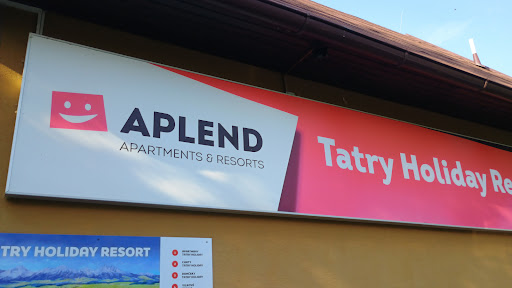 APLEND
APARTMENTS & RESORTS
Tatry Holiday Re
TRY HOLIDAY RESORT